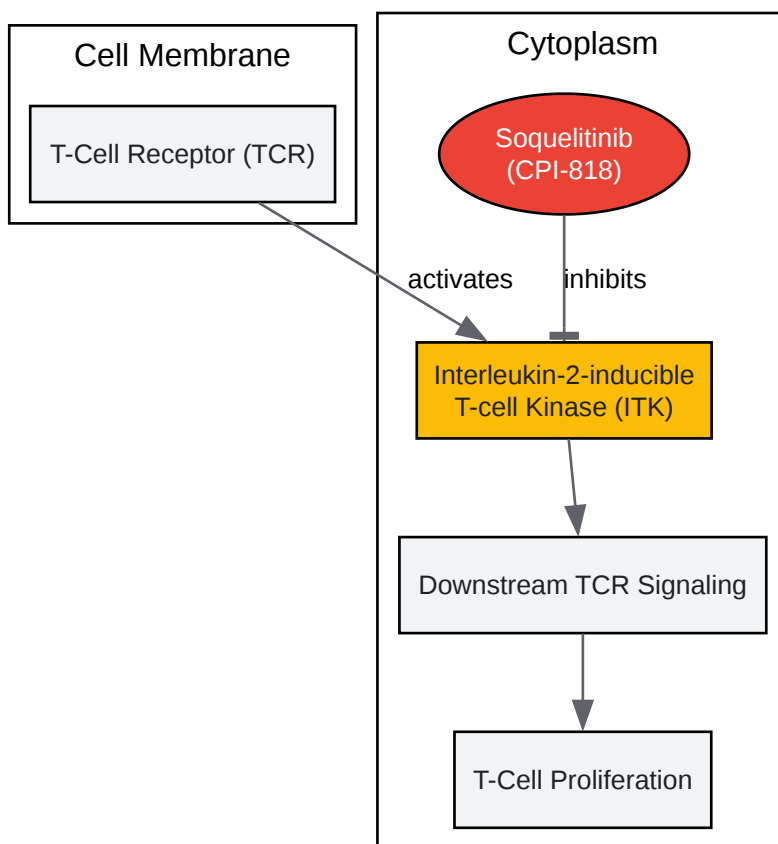 Cell Membrane
T-Cell Receptor (TCR)
Cytoplasm
Soquelitinib
(CPI-818)
activates
inhibits
Interleukin-2-inducible
T-cell Kinase (ITK)
Downstream TCR Signaling
T-Cell Proliferation